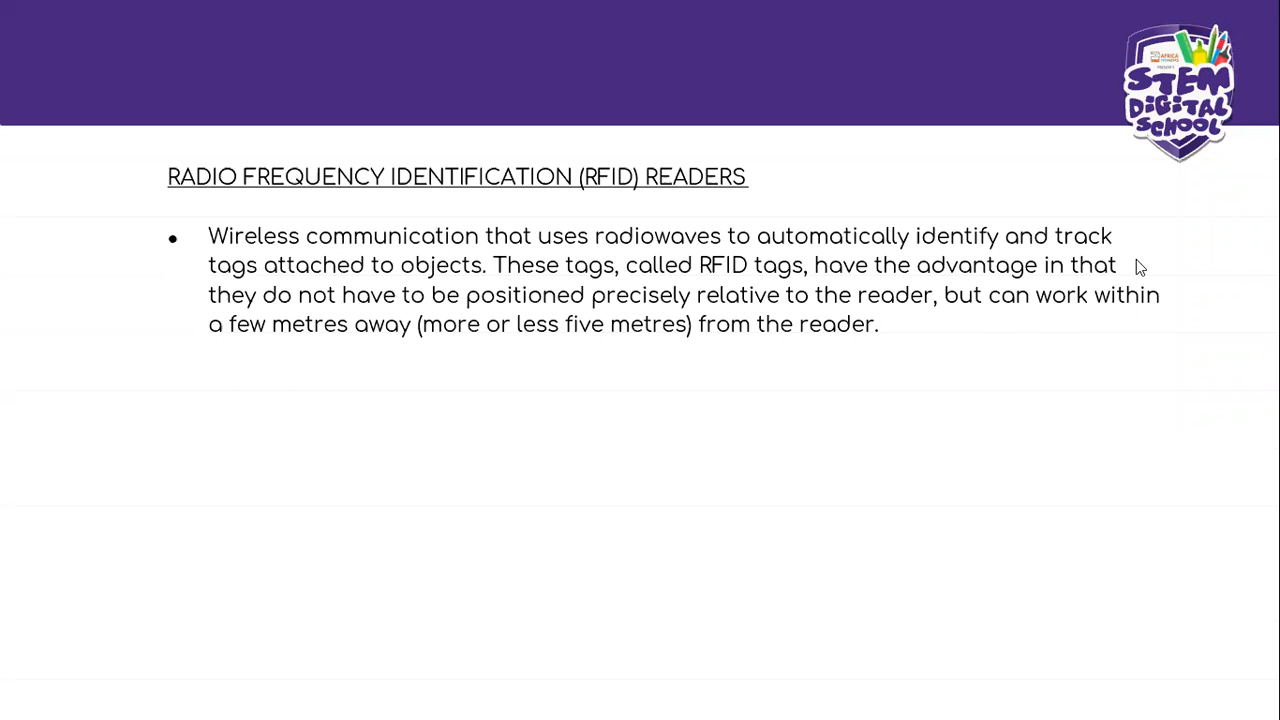 AFRICA
STEM
DIGITAL
SCHOOL
RADIO FREQUENCY IDENTIFICATION (RFID) READERS
● Wireless communication that uses radiowaves to automatically identify and track
tags attached to objects. These tags, called RFID tags, have the advantage in that
they do not have to be positioned precisely relative to the reader, but can work within
a few metres away (more or less five metres) from the reader.